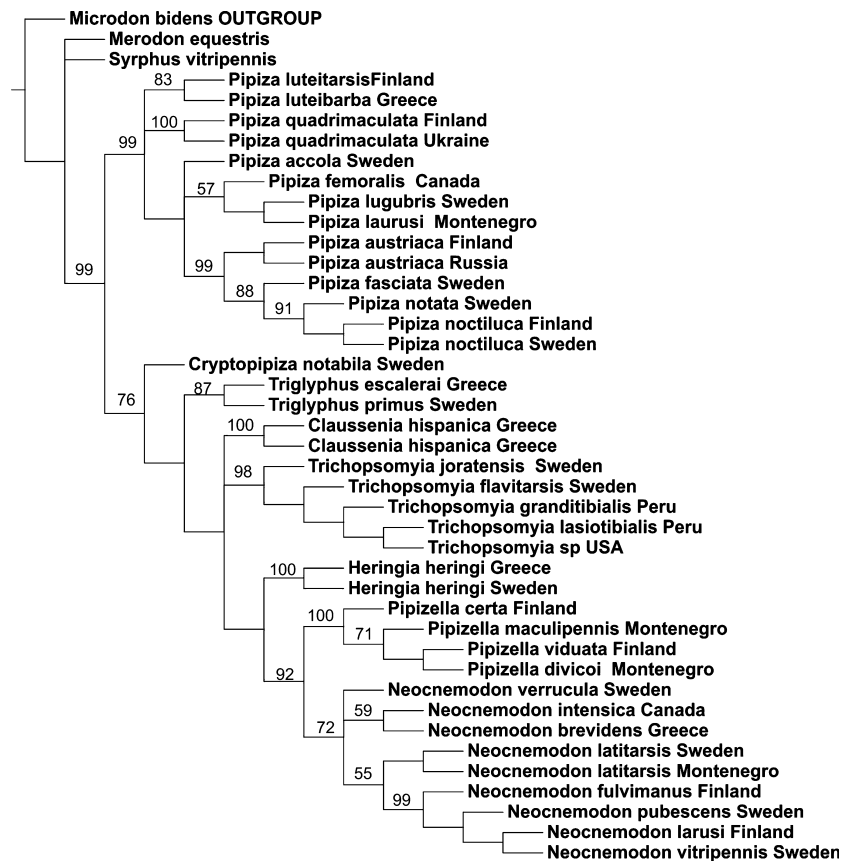 Microdon bidens OUTGROUP
Merodon equestris
Syrphus vitripennis
83 Pipiza luteitarsisFinland
Pipiza luteibarba Greece
100 Pipiza quadrimaculata Finland
99 Pipiza quadrimaculata Ukraine
Pipiza accola Sweden
57 Pipiza femoralis  Canada
Pipiza lugubris Sweden
Pipiza laurusi  Montenegro
Pipiza austriaca Finland
99 99 Pipiza austriaca Russia
88 Pipiza fasciata Sweden
91 Pipiza notata Sweden
Pipiza noctiluca Finland
Pipiza noctiluca Sweden
Cryptopipiza notabila Sweden
87 Triglyphus escalerai Greece
76 Triglyphus primus Sweden
100 Claussenia hispanica Greece
Claussenia hispanica Greece
98 Trichopsomyia joratensis  Sweden
Trichopsomyia flavitarsis Sweden
Trichopsomyia granditibialis Peru
Trichopsomyia lasiotibialis Peru
Trichopsomyia sp USA
100 Heringia heringi Greece
Heringia heringi Sweden
100 Pipizella certa Finland
71 Pipizella maculipennis Montenegro
Pipizella viduata Finland
92 Pipizella divicoi  Montenegro
Neocnemodon verrucula Sweden
59 Neocnemodon intensica Canada
72 Neocnemodon brevidens Greece
Neocnemodon latitarsis Sweden
55 Neocnemodon latitarsis Montenegro
99 Neocnemodon fulvimanus Finland
Neocnemodon pubescens Sweden
Neocnemodon larusi Finland
Neocnemodon vitripennis Sweden